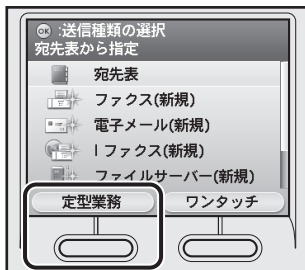 OK :送信種類の選択
宛先表から指定
宛先表
ファクス(新規)
電子メール(新規)
Iファクス(新規)
ファイルサーバー(新規)
定型業務 ワンタッチ